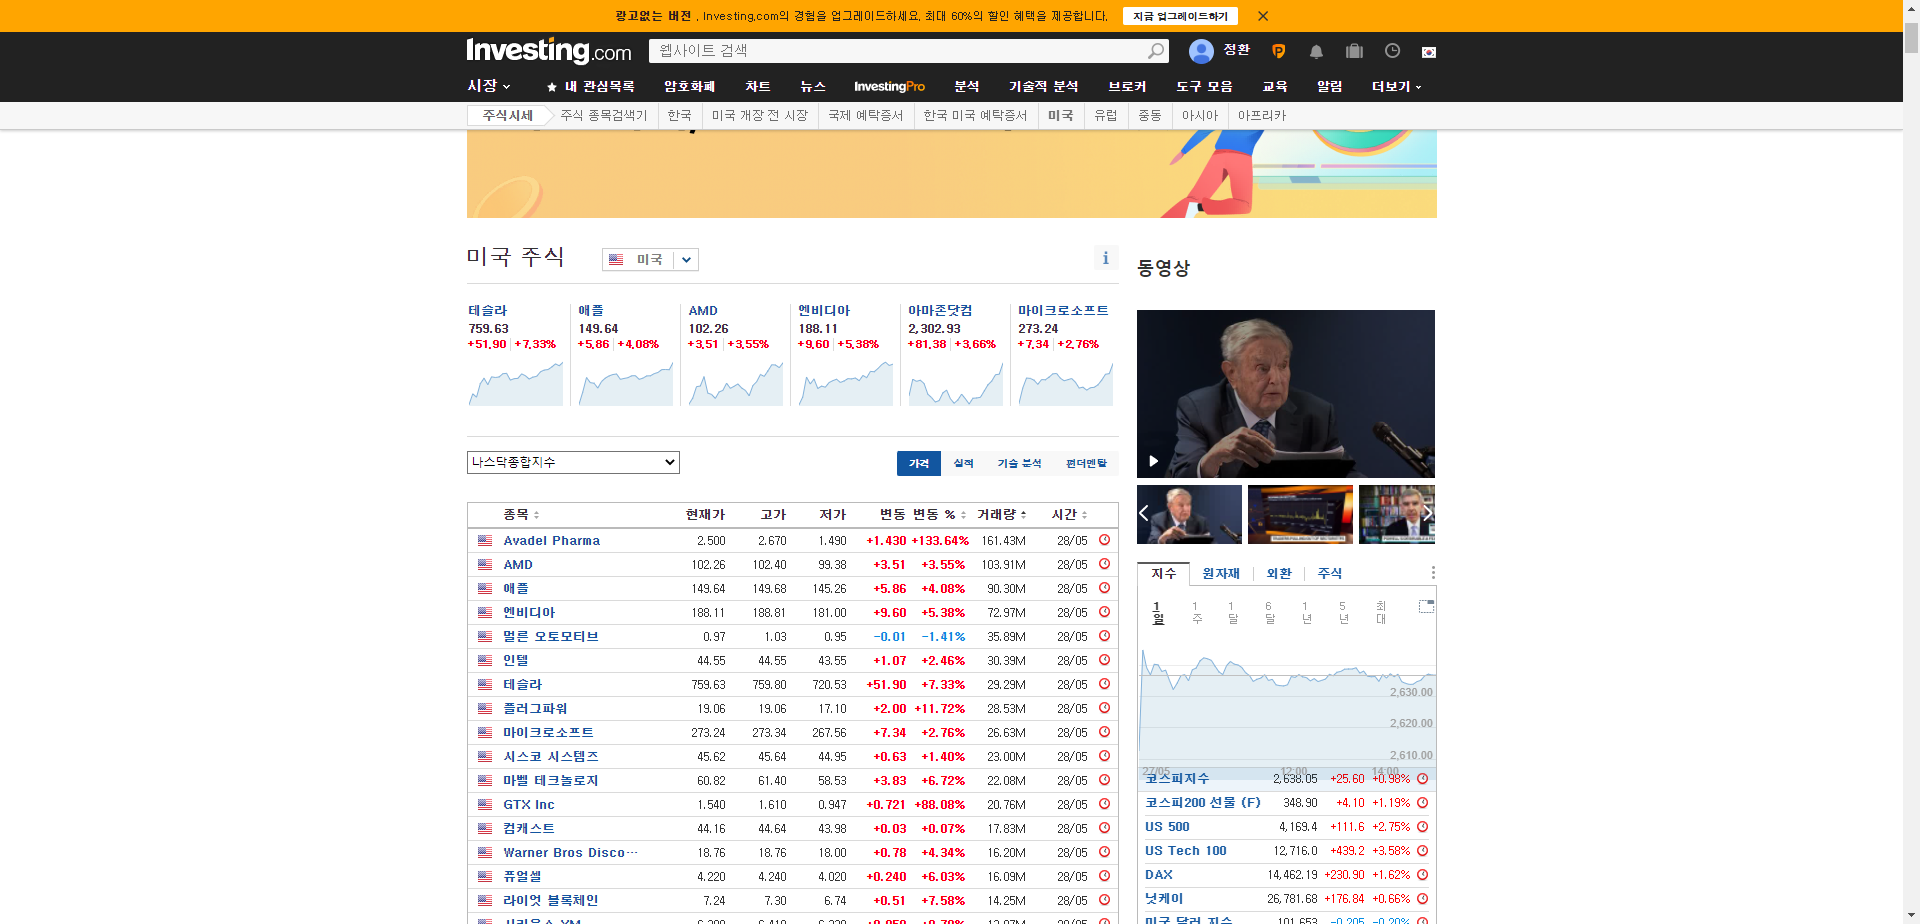 광고없는 버전 . Investing.com의 경험을 업그레이드하세요. 최대 60%의 할인 혜택을 제공합니다. 지금 업그레이드하기
Investing.com 웹사이트 검색 정환
시장 내 관심목록 암호화폐 차트 뉴스 InvestingPro 분석 기술적 분석 브로커 도구 모음 교육 알림 더보기
주식시세 주식 종목검색기 한국 미국 개장 전 시장 국제 예탁증서 한국 미국 예탁증서 미국 유럽 중동 아시아 아프리카
미국 주식 미국 i
테슬라 애플 AMD 엔비디아 아마존닷컴 마이크로소프트
759.63 149.64 102.26 188.11 2,302.93 273.24
+51.90 +7.33% +5.86 +4.08% +3.51 +3.55% +9.60 +5.38% +81.38 +3.66% +7.34 +2.76%
나스닥종합지수 가격 실적 기술 분석 펀더멘탈
종목 현재가 고가 저가 변동 변동 % 거래량 시간
Avadel Pharma 2.500 2.670 1.490 +1.430 +133.64% 161.43M 28/05
AMD 102.26 102.40 99.38 +3.51 +3.55% 103.91M 28/05
애플 149.64 149.68 145.26 +5.86 +4.08% 90.30M 28/05
엔비디아 188.11 188.81 181.00 +9.60 +5.38% 72.97M 28/05
멀른 오토모티브 0.97 1.03 0.95 -0.01 -1.41% 35.89M 28/05
인텔 44.55 44.55 43.55 +1.07 +2.46% 30.39M 28/05
테슬라 759.63 759.80 720.53 +51.90 +7.33% 29.29M 28/05
플러그파워 19.06 19.06 17.10 +2.00 +11.72% 28.53M 28/05
마이크로소프트 273.24 273.34 267.56 +7.34 +2.76% 26.63M 28/05
시스코 시스템즈 45.62 45.64 44.95 +0.63 +1.40% 23.00M 28/05
마벨 테크놀로지 60.82 61.40 58.53 +3.83 +6.72% 22.08M 28/05
GTX Inc 1.540 1.610 0.947 +0.721 +88.08% 20.76M 28/05
컴캐스트 44.16 44.64 43.98 +0.03 +0.07% 17.83M 28/05
Warner Bros Disco… 18.76 18.76 18.00 +0.78 +4.34% 16.20M 28/05
퓨얼셀 4.220 4.240 4.020 +0.240 +6.03% 16.09M 28/05
라이엇 블록체인 7.24 7.30 6.74 +0.51 +7.58% 14.25M 28/05
동영상
지수 원자재 외환 주식
1일 1주 1달 6달 1년 5년 최대
2,630.00
2,620.00
2,610.00
27/05 12:00 14:00
코스피지수 2,638.05 +25.60 +0.98%
코스피200 선물 (F) 348.90 +4.10 +1.19%
US 500 4,169.4 +111.6 +2.75%
US Tech 100 12,716.0 +439.2 +3.58%
DAX 14,462.19 +230.90 +1.62%
닛케이 26,781.68 +176.84 +0.66%
미국 달러 지수 101.653 -0.205 -0.20%